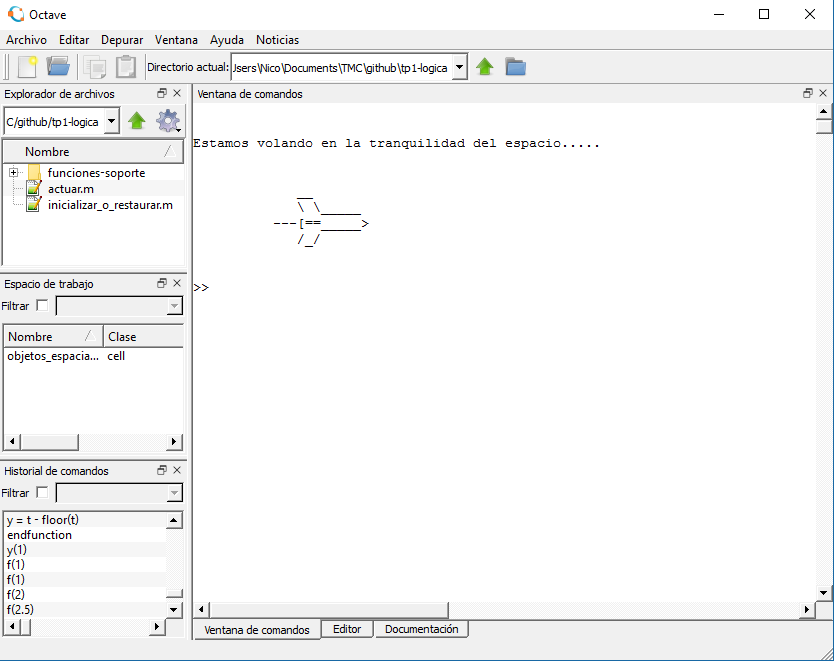 Octave
Archivo Editar Depurar Ventana Ayuda Noticias
Directorio actual: Jsers\Nico\Documents\TMC\github\tp1-logica
Explorador de archivos
C/github/tp1-logica
Nombre
funciones-soporte
actuar.m
inicializar_o_restaurar.m
Espacio de trabajo
Filtrar
Nombre Clase
objetos_espacia... cell
Historial de comandos
Filtrar
y = t - floor(t)
endfunction
y(1)
f(1)
f(1)
f(2)
f(2.5)
Ventana de comandos
Estamos volando en la tranquilidad del espacio.....
__
\ \_____
---[==_____>
/_/
>>
Ventana de comandos Editor Documentación